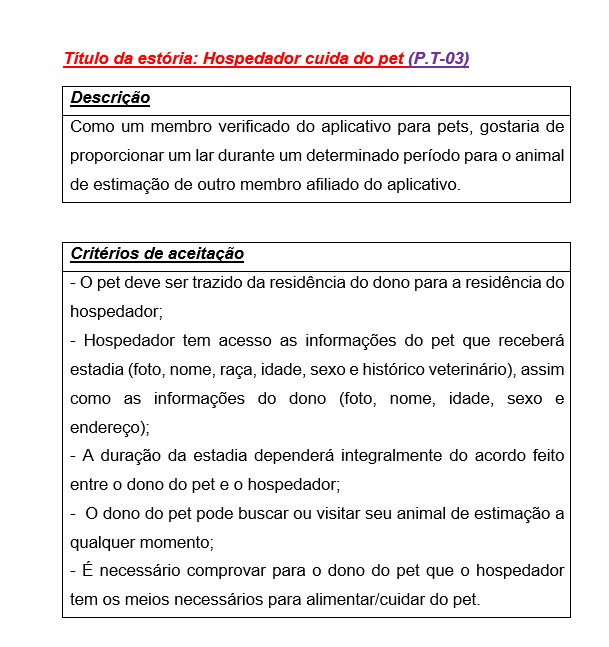 Título da estória: Hospedador cuida do pet (P.T-03)
Descrição
Como um membro verificado do aplicativo para pets, gostaria de
proporcionar um lar durante um determinado período para o animal
de estimação de outro membro afiliado do aplicativo.
Critérios de aceitação
- O pet deve ser trazido da residência do dono para a residência do
hospedador;
- Hospedador tem acesso as informações do pet que receberá
estadia (foto, nome, raça, idade, sexo e histórico veterinário), assim
como as informações do dono (foto, nome, idade, sexo e
endereço);
- A duração da estadia dependerá integralmente do acordo feito
entre o dono do pet e o hospedador;
- O dono do pet pode buscar ou visitar seu animal de estimação a
qualquer momento;
- É necessário comprovar para o dono do pet que o hospedador
tem os meios necessários para alimentar/cuidar do pet.